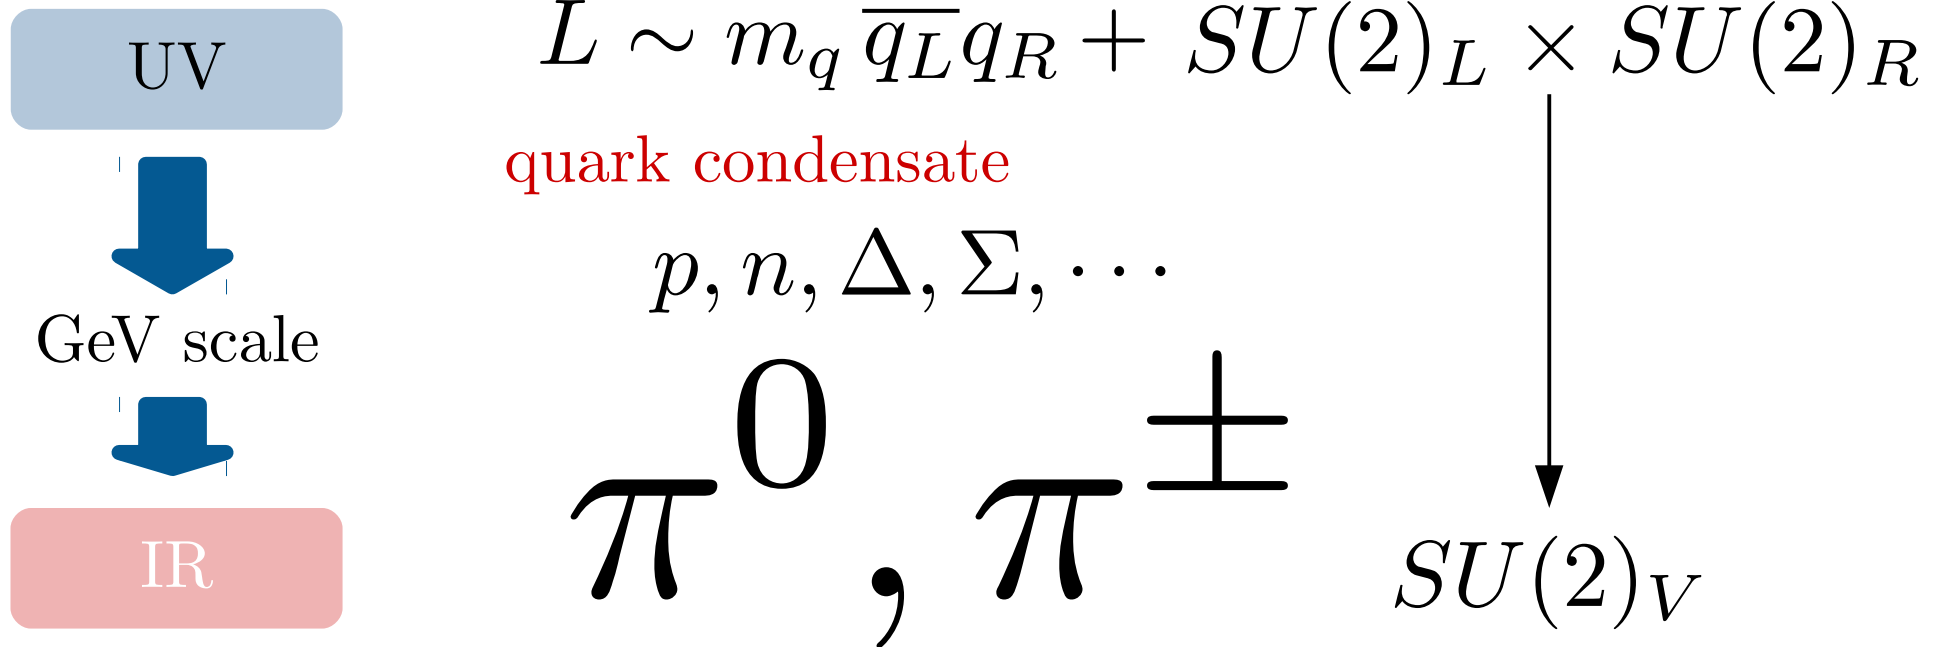 UV
L ∼ m_q \overline{q_L} q_R + SU(2)_L × SU(2)_R
quark condensate
p, n, Δ, Σ, ⋯
GeV scale
π^0, π^±
IR
SU(2)_V